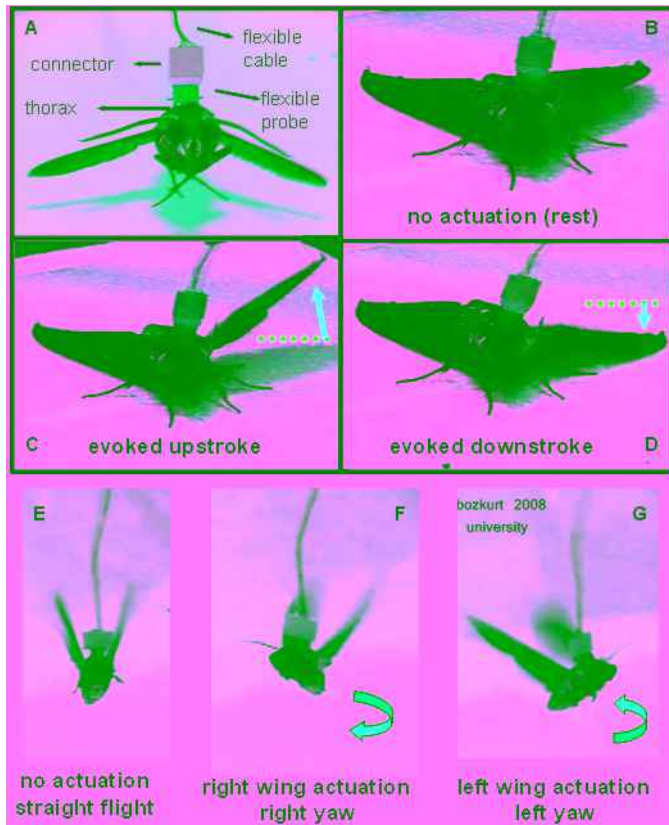 A
flexible
cable
connector
thorax
flexible
probe
B
no actuation (rest)
C
evoked upstroke
evoked downstroke
D
E
F
bozkurt 2008
G
university
no actuation
straight flight
right wing actuation
right yaw
left wing actuation
left yaw